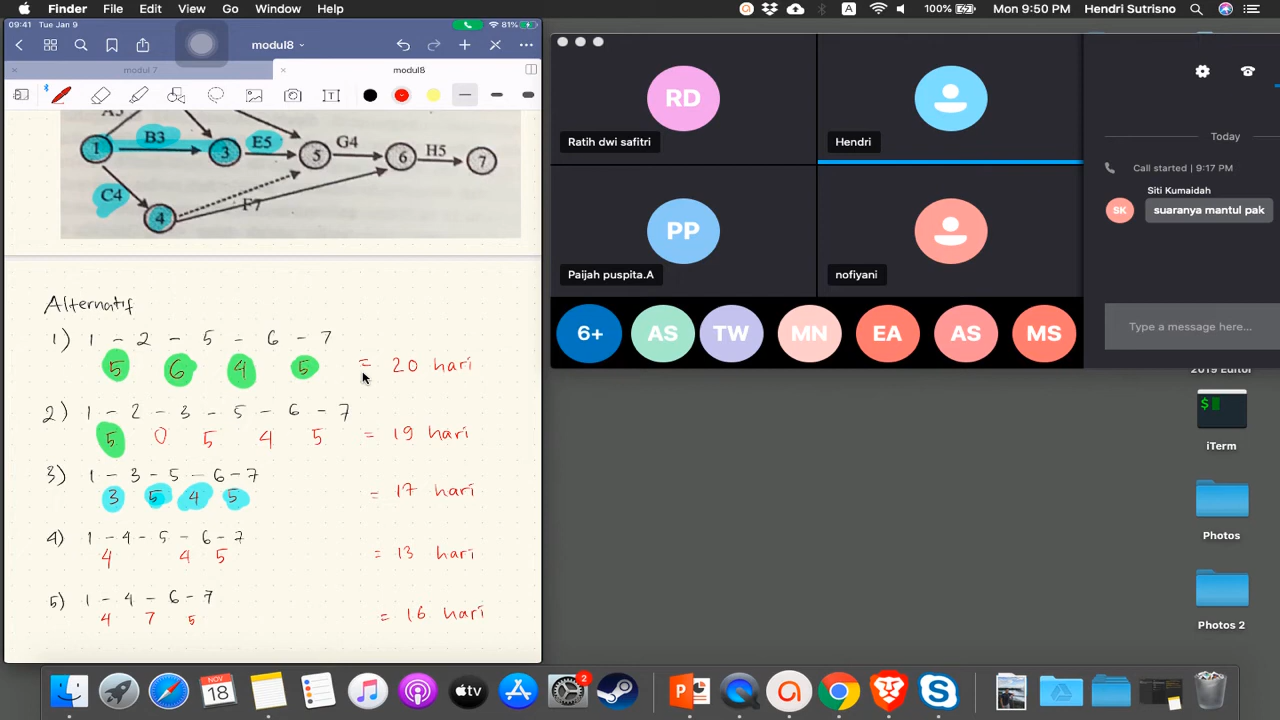 Finder File Edit View Go Window Help
A 100% Mon 9:50 PM Hendri Sutrisno
09:41 Tue Jan 9 81%
modul8
modul 7
modul8
T
A5
1 B3 3 E5 5 G4 6 H5 7
C4
4 F7
Alternatif
1) 1 - 2 - 5 - 6 - 7
5 6 4 5 = 20 hari
2) 1 - 2 - 3 - 5 - 6 - 7
5 0 5 4 5 = 19 hari
3) 1 - 3 - 5 - 6 - 7
3 5 4 5 = 17 hari
4) 1 - 4 - 5 - 6 - 7
4 4 5 = 13 hari
5) 1 - 4 - 6 - 7
4 7 5 = 16 hari
RD
Ratih dwi safitri
Hendri
PP
Paijah puspita.A
nofiyani
6+ AS TW MN EA AS MS
Today
Call started | 9:17 PM
Siti Kumaidah
SK suaranya mantul pak
Type a message here...
2019 Editorial
$
iTerm
Photos
Photos 2
NOV
18
tv
2
P
S